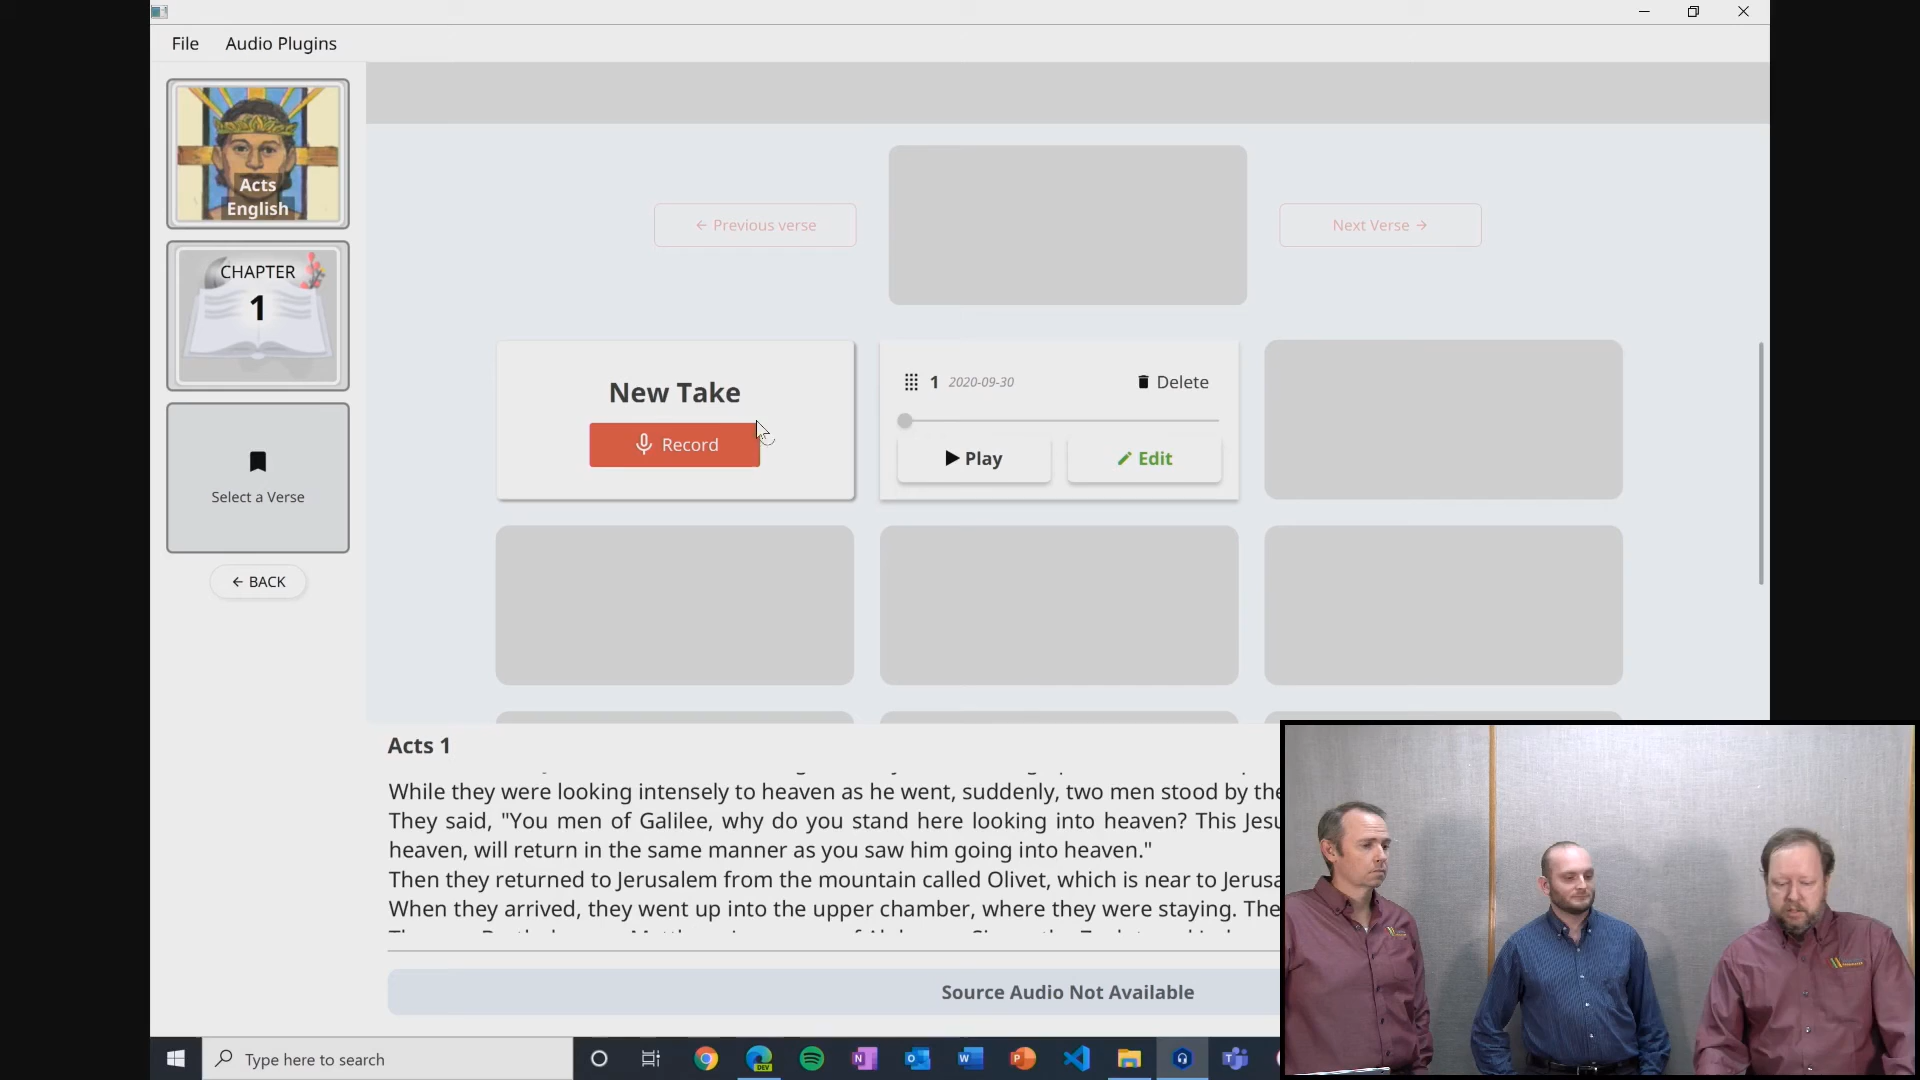 File Audio Plugins
Acts
English
CHAPTER
1
Select a Verse
← BACK
← Previous verse
Next Verse →
New Take
Record
1 2020-09-30 Delete
Play Edit
Acts 1
While they were looking intensely to heaven as he went, suddenly, two men stood by the
They said, "You men of Galilee, why do you stand here looking into heaven? This Jesu
heaven, will return in the same manner as you saw him going into heaven."
Then they returned to Jerusalem from the mountain called Olivet, which is near to Jerusa
When they arrived, they went up into the upper chamber, where they were staying. The
Source Audio Not Available
Type here to search
DEV